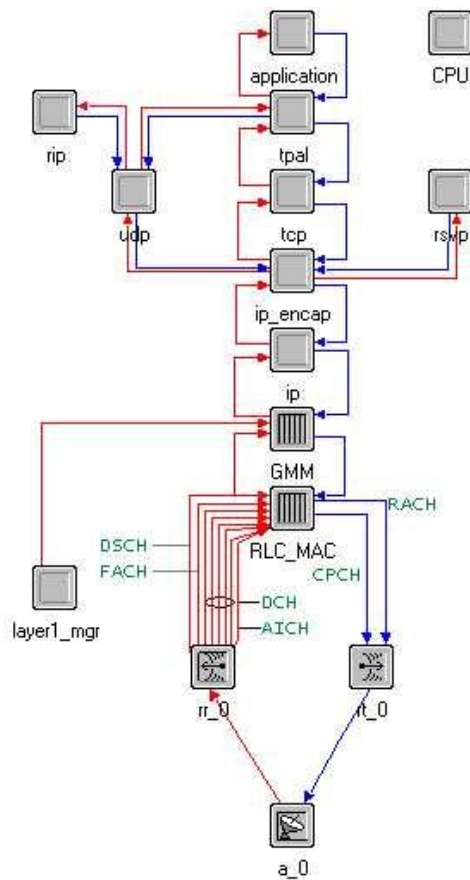 application
CPU
rip
tpal
udp
tcp
rsvp
ip_encap
ip
GMM
RACH
DSCH
RLC_MAC
FACH
CPCH
DCH
layer1_mgr
AICH
rr_0
rt_0
a_0